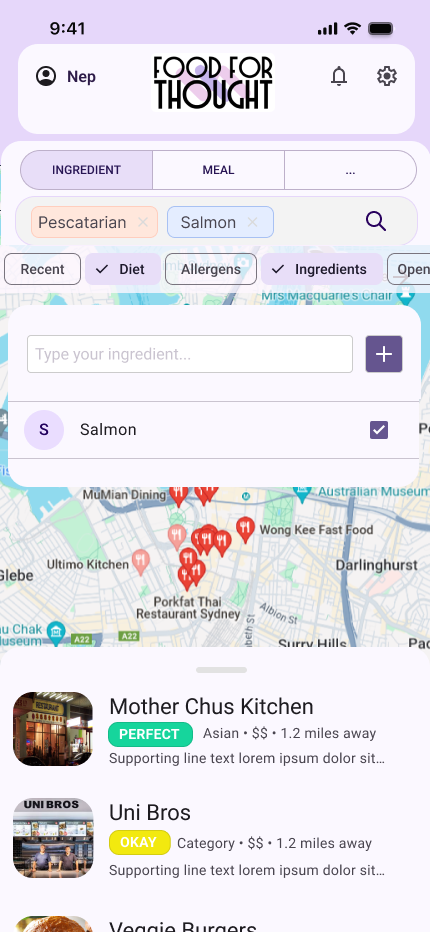 9:41
Nep
FOOD FOR
THOUGHT
INGREDIENT
MEAL
...
Pescatarian
Salmon
Recent
Diet
Allergens
Ingredients
Open
Mrs Macquarie's Chair
Type your ingredient...
S
Salmon
MuMian Dining
Australian Museum
Wong Kee Fast Food
Ultimo Kitchen
Darlinghurst
Glebe
Porkfat Thai
Restaurant Sydney
Albion St
au Chak
Museum
A22
A22
Surry Hills
Mother Chus Kitchen
PERFECT
Asian • $$ • 1.2 miles away
Supporting line text lorem ipsum dolor sit...
UNI BROS
Uni Bros
OKAY
Category • $$ • 1.2 miles away
Supporting line text lorem ipsum dolor sit...
Veggie Burgers